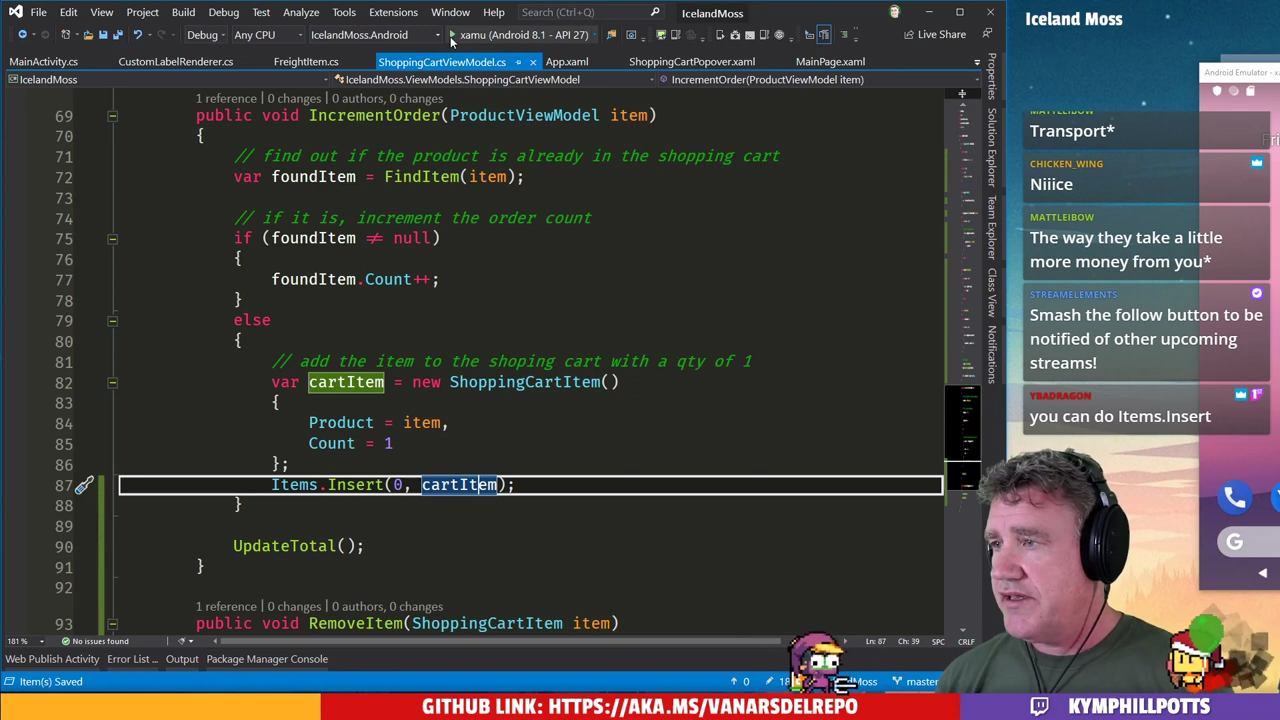 File Edit View Project Build Debug Test Analyze Tools Extensions Window Help Search (Ctrl+Q) IcelandMoss
Debug Any CPU IcelandMoss.Android xamu (Android 8.1 - API 27) Live Share
MainActivity.cs CustomLabelRenderer.cs FreightItem.cs ShoppingCartViewModel.cs App.xaml ShoppingCartPopover.xaml MainPage.xaml
IcelandMoss IcelandMoss.ViewModels.ShoppingCartViewModel IncrementOrder(ProductViewModel item)
1 reference | 0 changes | 0 authors, 0 changes
69 public void IncrementOrder(ProductViewModel item)
70 {
71 // find out if the product is already in the shopping cart
72 var foundItem = FindItem(item);
73
74 // if it is, increment the order count
75 if (foundItem ≠ null)
76 {
77 foundItem.Count++;
78 }
79 else
80 {
81 // add the item to the shoping cart with a qty of 1
82 var cartItem = new ShoppingCartItem()
83 {
84 Product = item,
85 Count = 1
86 };
87 Items.Insert(0, cartItem);
88 }
89
90 UpdateTotal();
91 }
92
1 reference | 0 changes | 0 authors, 0 changes
93 public void RemoveItem(ShoppingCartItem item)
181 % No issues found Ln: 87 Ch: 39 SPC CRLF
Web Publish Activity Error List ... Output Package Manager Console
Item(s) Saved 0 18 master
Properties
Solution Explorer
Team Explorer
Class View
Notifications
Iceland Moss
Android Emulator - xa
MATTLEIBOW
Transport*
CHICKEN_WING
Niiice
MATTLEIBOW
The way they take a little
more money from you*
STREAMELEMENTS
Smash the follow button to be
notified of other upcoming
streams!
YBADRAGON
you can do Items.Insert
G
GITHUB LINK: HTTPS://AKA.MS/VANARSDELREPO
KYMPHILLPOTTS